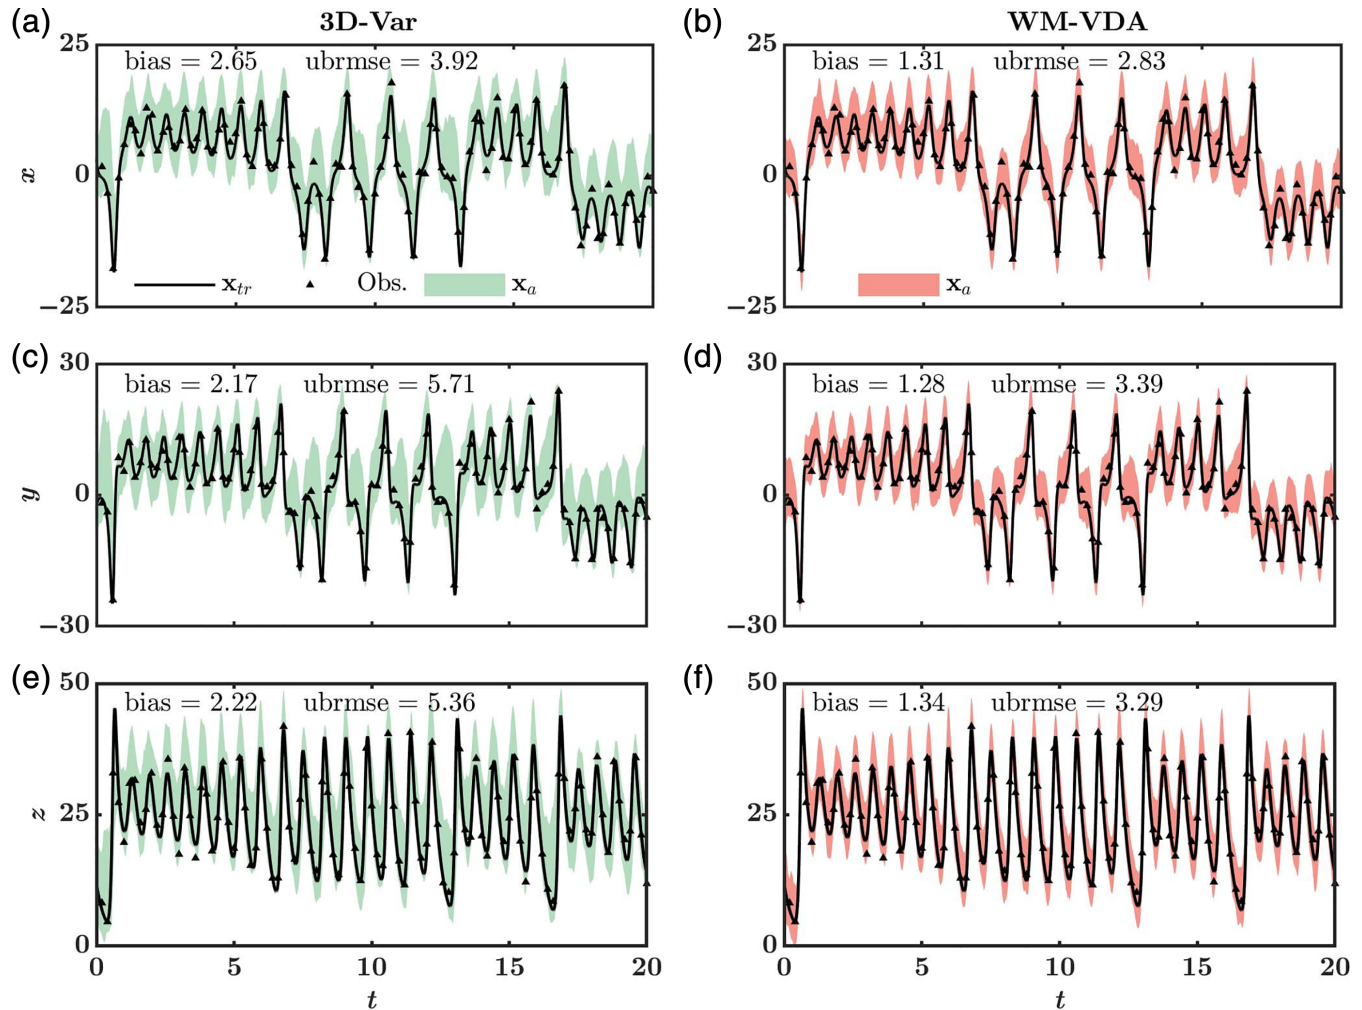 (a) 3D-Var (b) WM-VDA
25 bias = 2.65 ubrmse = 3.92 25 bias = 1.31 ubrmse = 2.83
x 0 0
−25 x_tr Obs. x_a −25 x_a
(c) 30 bias = 2.17 ubrmse = 5.71 (d) 30 bias = 1.28 ubrmse = 3.39
y 0 0
−30 −30
(e) 50 bias = 2.22 ubrmse = 5.36 (f) 50 bias = 1.34 ubrmse = 3.29
z 25 25
0 0
0 5 10 15 20 0 5 10 15 20
t t